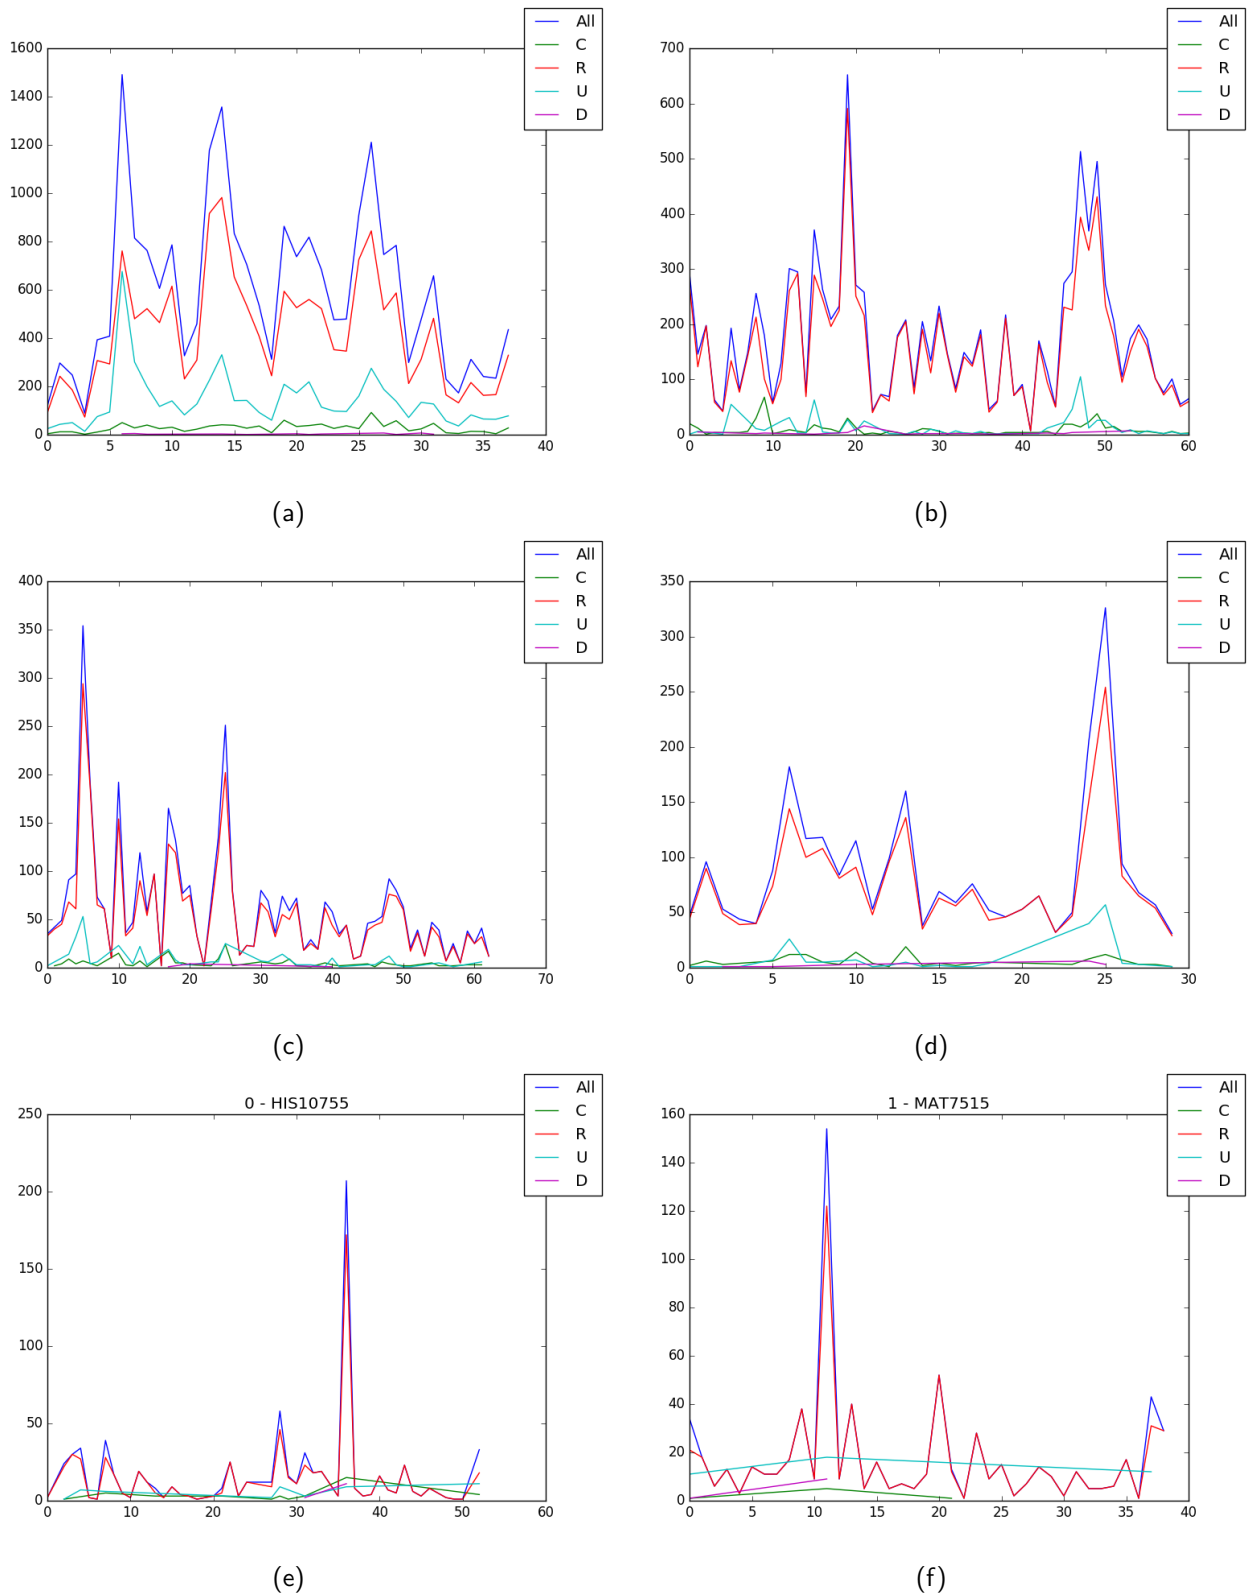 All
C
R
U
D
1600
1400
1200
1000
800
600
400
200
0
0 5 10 15 20 25 30 35 40
(a)
All
C
R
U
D
700
600
500
400
300
200
100
0
0 10 20 30 40 50 60
(b)
All
C
R
U
D
400
350
300
250
200
150
100
50
0
0 10 20 30 40 50 60 70
(c)
All
C
R
U
D
350
300
250
200
150
100
50
0
0 5 10 15 20 25 30
(d)
0 - HIS10755
All
C
R
U
D
250
200
150
100
50
0
0 10 20 30 40 50 60
(e)
1 - MAT7515
All
C
R
U
D
160
140
120
100
80
60
40
20
0
0 5 10 15 20 25 30 35 40
(f)